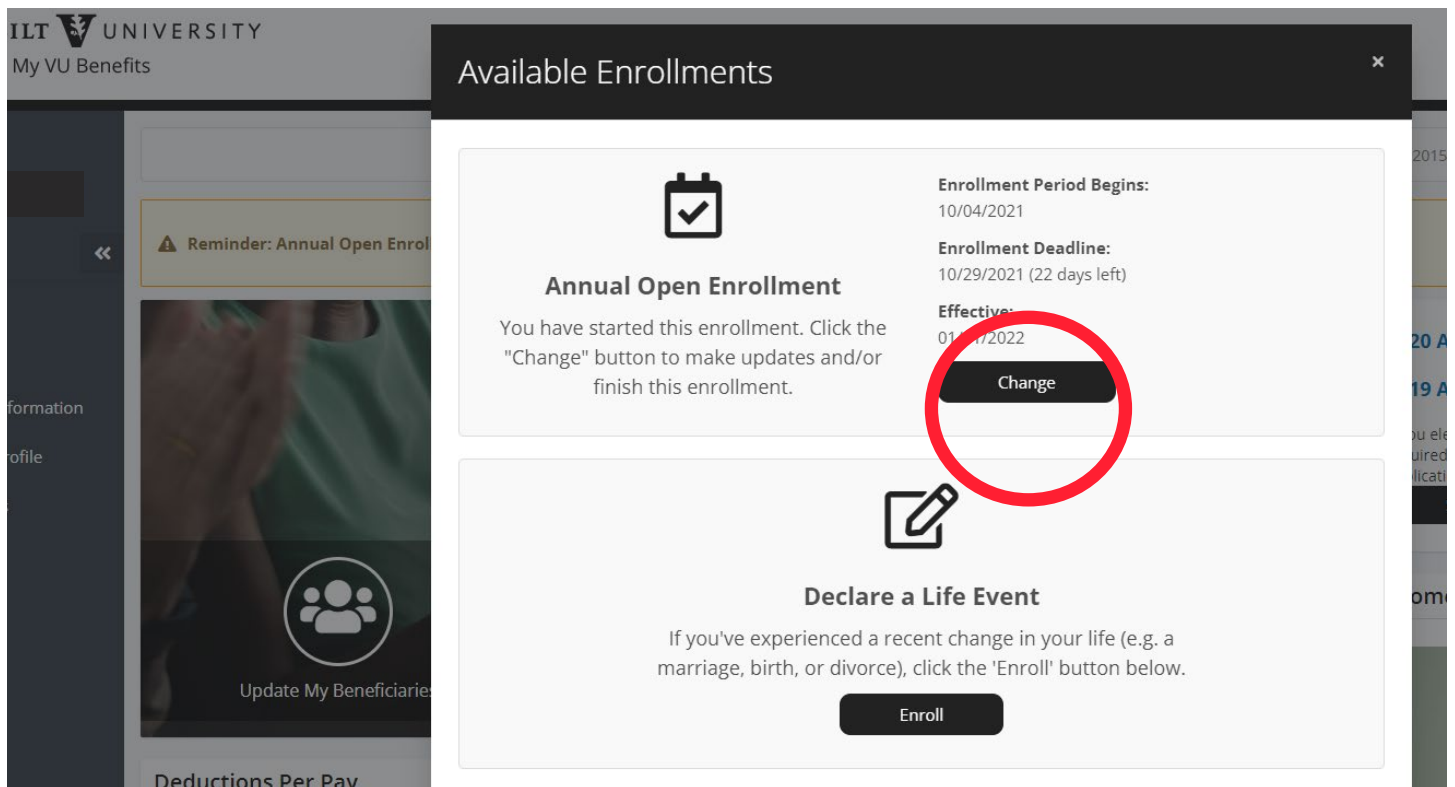 ILT UNIVERSITY
My VU Benefits
Available Enrollments
×
2015
Reminder: Annual Open Enrol
Annual Open Enrollment
You have started this enrollment. Click the
"Change" button to make updates and/or
finish this enrollment.
Enrollment Period Begins:
10/04/2021
Enrollment Deadline:
10/29/2021 (22 days left)
Effective:
01/01/2022
Change
20 A
19 A
ou ele
uired
licati
formation
rofile
Declare a Life Event
If you've experienced a recent change in your life (e.g. a
marriage, birth, or divorce), click the 'Enroll' button below.
Enroll
ome
Update My Beneficiaries
Deductions Per Pay